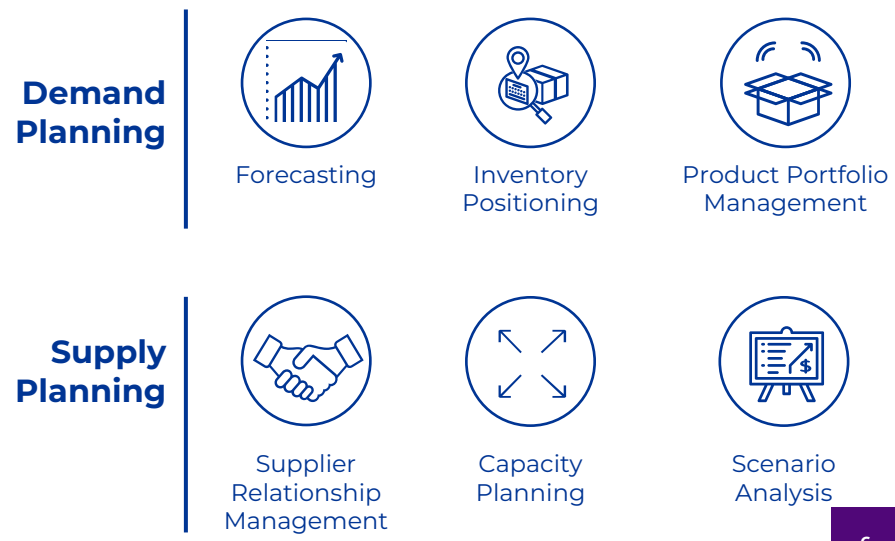 Demand
Planning
Forecasting
Inventory
Positioning
Product Portfolio
Management
Supply
Planning
Supplier
Relationship
Management
Capacity
Planning
Scenario
Analysis
$